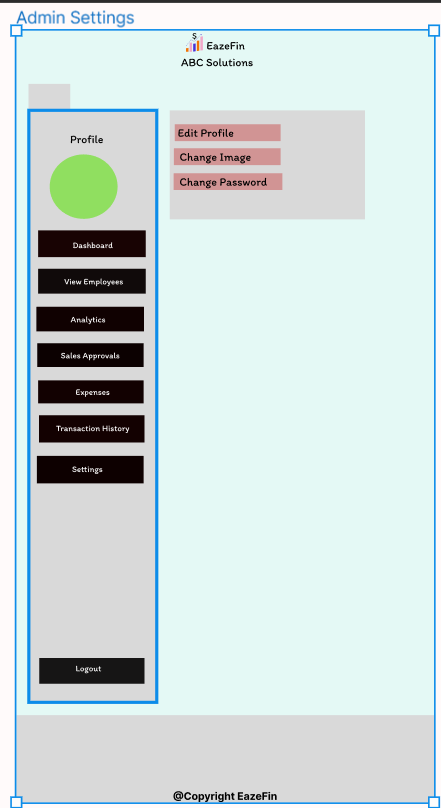 Admin Settings
$
EazeFin
ABC Solutions
Profile
Dashboard
View Employees
Analytics
Sales Approvals
Expenses
Transaction History
Settings
Logout
Edit Profile
Change Image
Change Password
@Copyright EazeFin